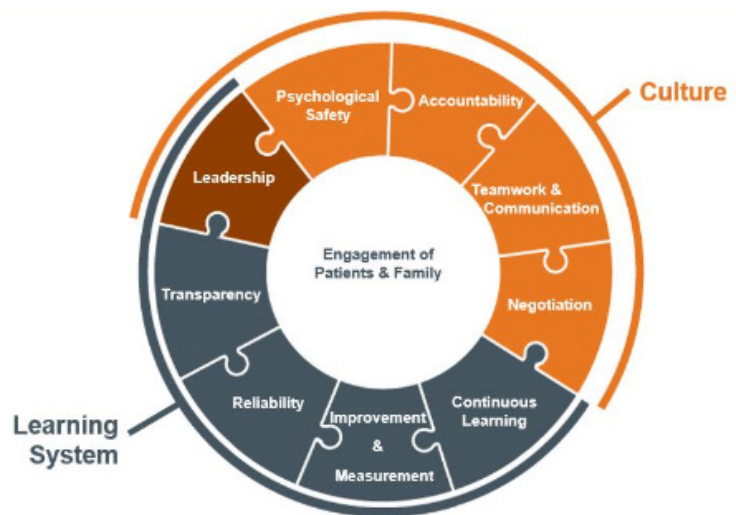 Culture
Psychological
Safety
Accountability
Leadership
Teamwork &
Communication
Engagement of
Patients & Family
Transparency
Negotiation
Reliability
Improvement
&
Measurement
Continuous
Learning
Learning
System